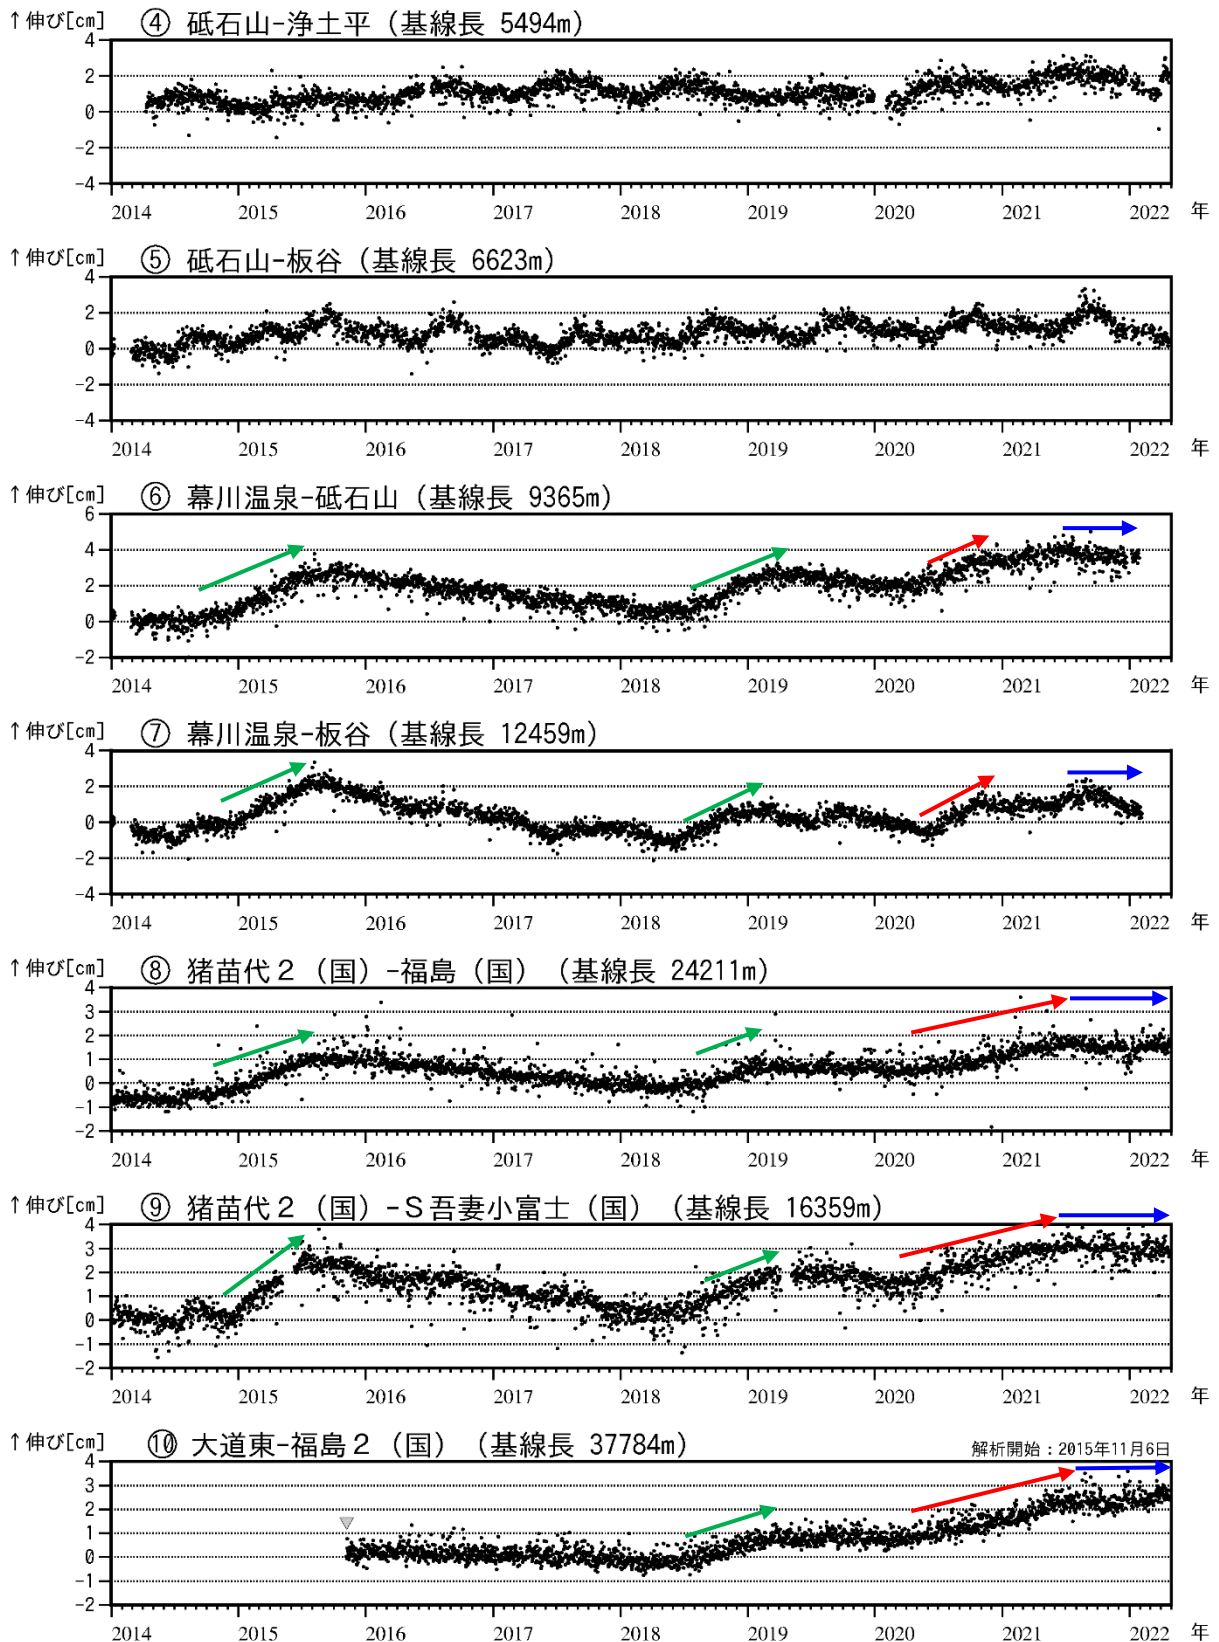 ↑伸び[cm] ④ 砥石山-浄土平（基線長 5494m）
4
2
0
-2
-4
2014 2015 2016 2017 2018 2019 2020 2021 2022 年
↑伸び[cm] ⑤ 砥石山-板谷（基線長 6623m）
4
2
0
-2
-4
2014 2015 2016 2017 2018 2019 2020 2021 2022 年
↑伸び[cm] ⑥ 幕川温泉-砥石山（基線長 9365m）
6
4
2
0
-2
2014 2015 2016 2017 2018 2019 2020 2021 2022 年
↑伸び[cm] ⑦ 幕川温泉-板谷（基線長 12459m）
4
2
0
-2
-4
2014 2015 2016 2017 2018 2019 2020 2021 2022 年
↑伸び[cm] ⑧ 猪苗代２（国）-福島（国）（基線長 24211m）
4
3
2
1
0
-1
-2
2014 2015 2016 2017 2018 2019 2020 2021 2022 年
↑伸び[cm] ⑨ 猪苗代２（国）-Ｓ吾妻小富士（国）（基線長 16359m）
4
3
2
1
0
-1
-2
2014 2015 2016 2017 2018 2019 2020 2021 2022 年
↑伸び[cm] ⑩ 大道東-福島２（国）（基線長 37784m）
解析開始：2015年11月6日
4
3
2
1
0
-1
-2
2014 2015 2016 2017 2018 2019 2020 2021 2022 年